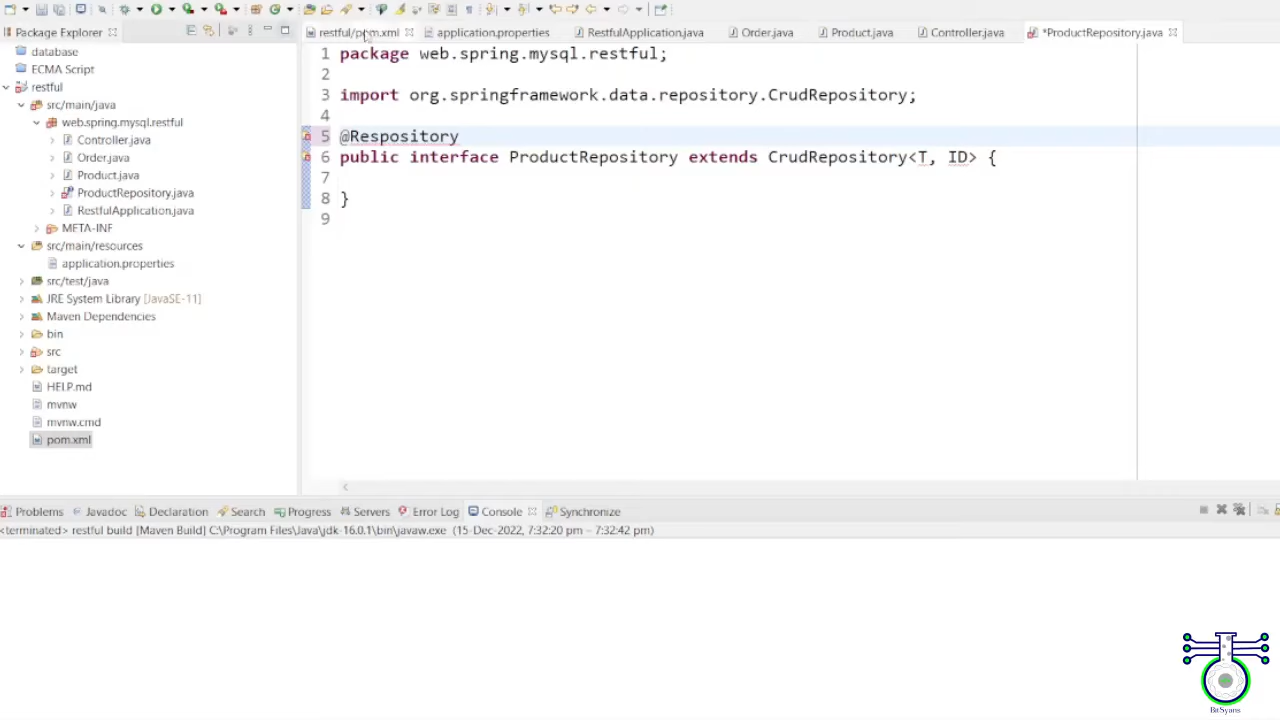 Package Explorer
restful/pom.xml
application.properties
RestfulApplication.java
Order.java
Product.java
Controller.java
*ProductRepository.java
database
ECMA Script
restful
src/main/java
web.spring.mysql.restful
Controller.java
Order.java
Product.java
ProductRepository.java
RestfulApplication.java
META-INF
src/main/resources
application.properties
src/test/java
JRE System Library [JavaSE-11]
Maven Dependencies
bin
src
target
HELP.md
mvnw
mvnw.cmd
pom.xml
1 package web.spring.mysql.restful;
2
3 import org.springframework.data.repository.CrudRepository;
4
5 @Respository
6 public interface ProductRepository extends CrudRepository<T, ID> {
7
8 }
9
Problems Javadoc Declaration Search Progress Servers Error Log Console Synchronize
<terminated> restful build [Maven Build] C:\Program Files\Java\jdk-16.0.1\bin\javaw.exe (15-Dec-2022, 7:32:20 pm – 7:32:42 pm)
BitSyans